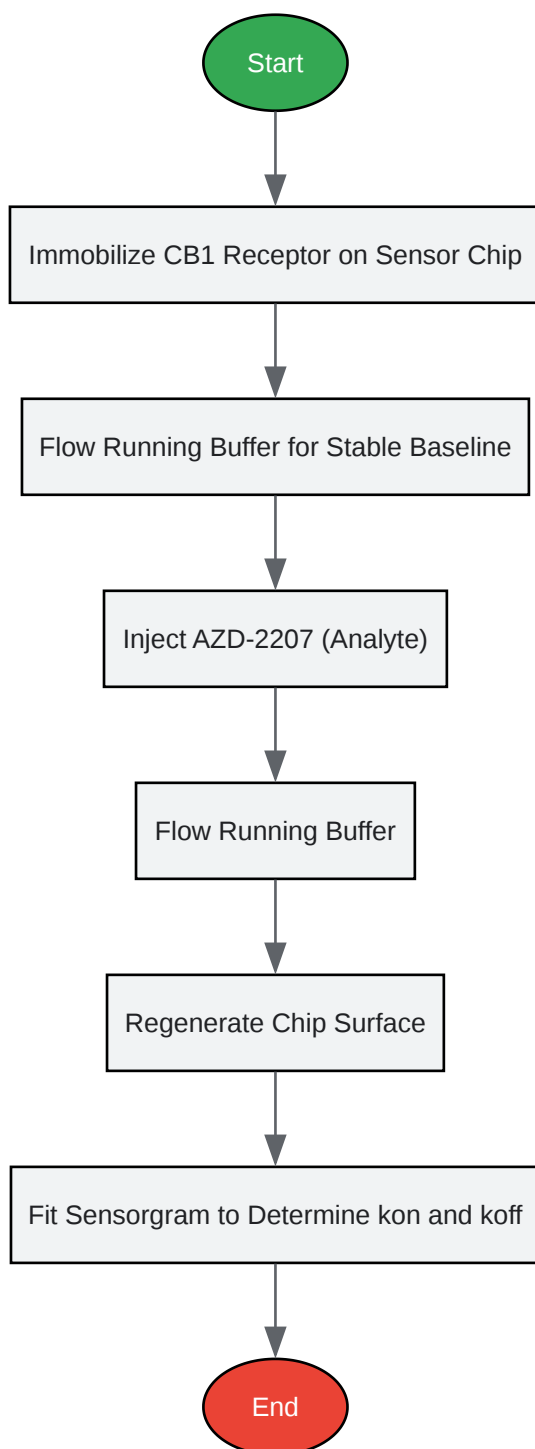 Start
Immobilize CB1 Receptor on Sensor Chip
Flow Running Buffer for Stable Baseline
Inject AZD-2207 (Analyte)
Flow Running Buffer
Regenerate Chip Surface
Fit Sensorgram to Determine kon and koff
End